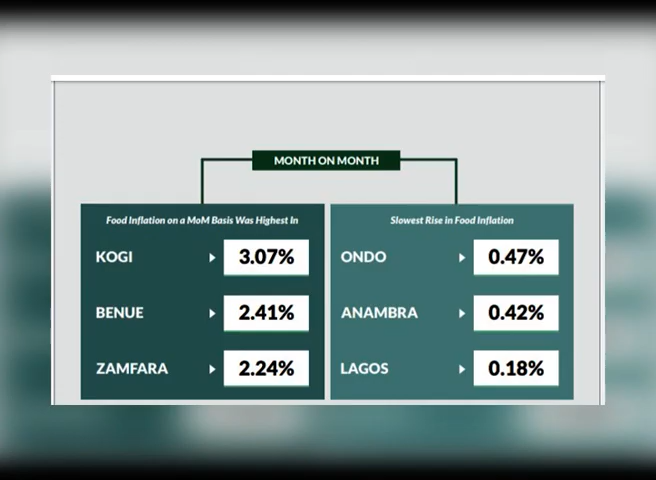 MONTH ON MONTH
Food Inflation on a MoM Basis Was Highest In
KOGI 3.07%
BENUE 2.41%
ZAMFARA 2.24%
Slowest Rise in Food Inflation
ONDO 0.47%
ANAMBRA 0.42%
LAGOS 0.18%